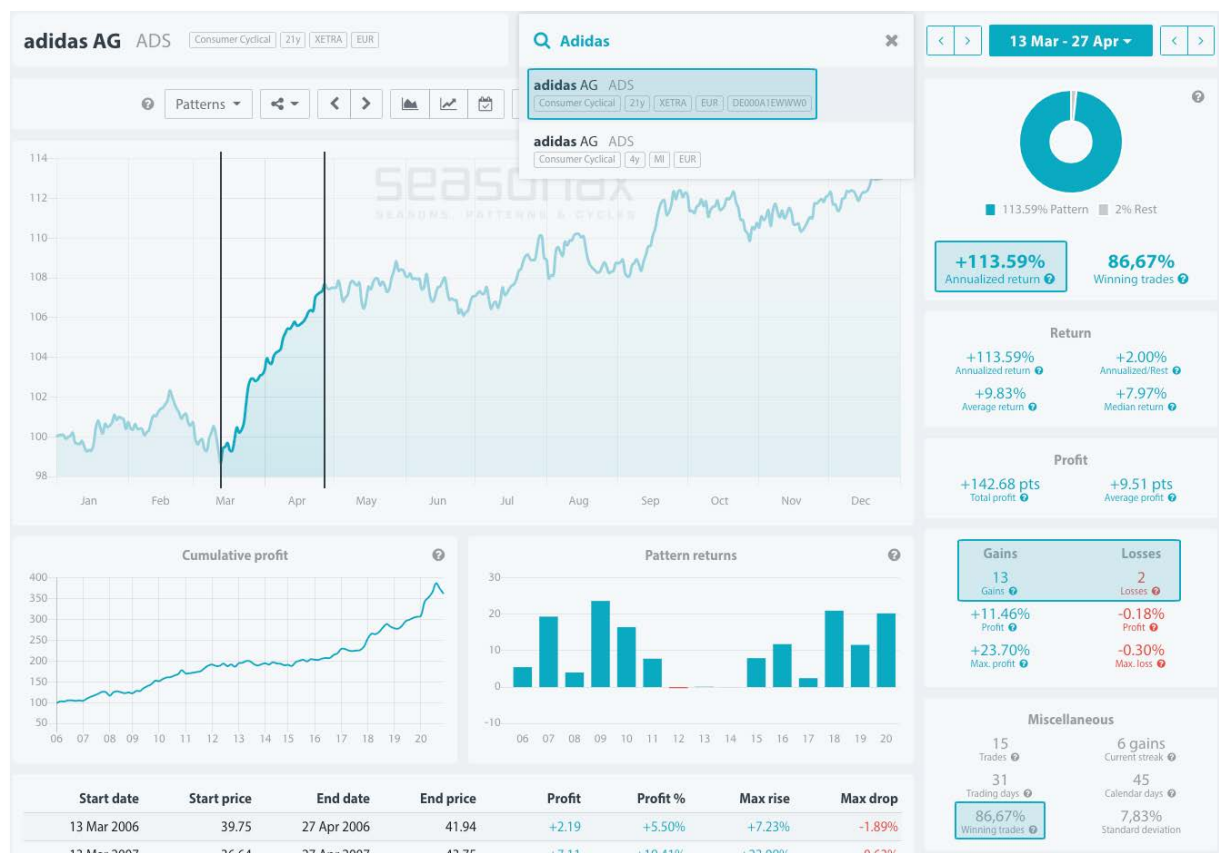 adidas AG ADS Consumer Cyclical 21y XETRA EUR
Adidas
adidas AG ADS
Consumer Cyclical 21y XETRA EUR DE000A1EWWW0
adidas AG ADS
Consumer Cyclical 4y MI EUR
13 Mar - 27 Apr
Patterns
seasonax
SEASONS, PATTERNS & CYCLES
114
112
110
108
106
104
102
100
98
Jan Feb Mar Apr May Jun Jul Aug Sep Oct Nov Dec
113.59% Pattern 2% Rest
+113.59% 86,67%
Annualized return Winning trades
Return
+113.59% +2.00%
Annualized return Annualized/Rest
+9.83% +7.97%
Average return Median return
Profit
+142.68 pts +9.51 pts
Total profit Average profit
Cumulative profit
400
350
300
250
200
150
100
50
06 07 08 09 10 11 12 13 14 15 16 17 18 19 20
Pattern returns
30
20
10
0
-10
06 07 08 09 10 11 12 13 14 15 16 17 18 19 20
Gains Losses
13 2
Gains Losses
+11.46% -0.18%
Profit Profit
+23.70% -0.30%
Max. profit Max. loss
Miscellaneous
15 6 gains
Trades Current streak
31 45
Trading days Calendar days
86,67% 7,83%
Winning trades Standard deviation
Start date Start price End date End price Profit Profit % Max rise Max drop
13 Mar 2006 39.75 27 Apr 2006 41.94 +2.19 +5.50% +7.23% -1.89%